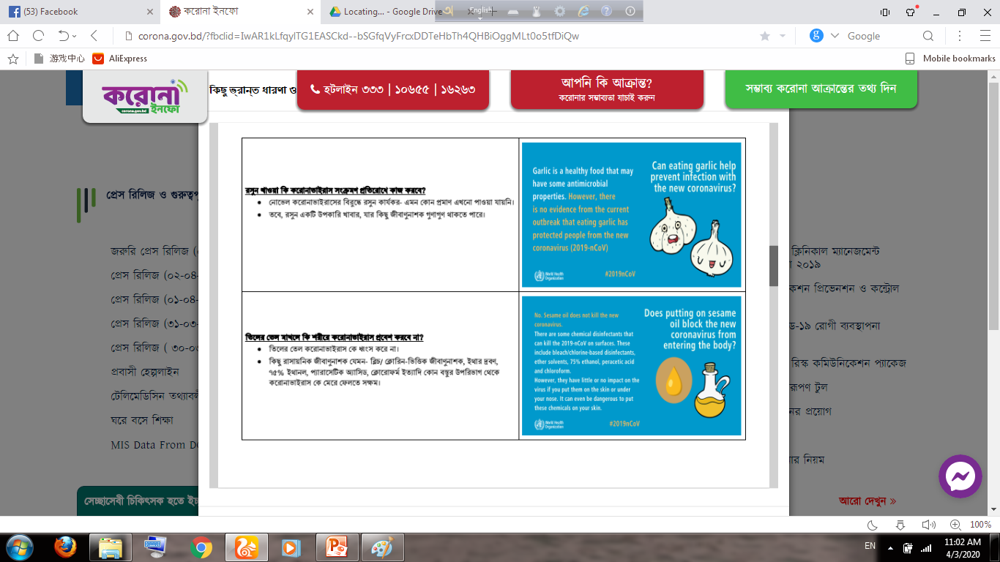 (53) Facebook
করোনা ইনফো
Locating... - Google Drive
English
corona.gov.bd/?fbclid=IwAR1kLfqylTG1EASCkd--bSGfqVyFrcxDDTeHbTh4QHBiOggMLt0o5tfDiQw
Google
游戏中心
AliExpress
Mobile bookmarks
করোনা
ইনফো
corona.gov.bd
কিছু ভ্রান্ত ধারণা ও
হটলাইন ৩৩৩ | ১০৬৫৫ | ১৬২৬৩
আপনি কি আক্রান্ত?
করোনার সম্ভাব্যতা যাচাই করুন
সম্ভাব্য করোনা আক্রান্তের তথ্য দিন
প্রেস রিলিজ ও গুরুত্বপূ
জরুরি প্রেস রিলিজ (
প্রেস রিলিজ (০২-০৪-
প্রেস রিলিজ (০১-০৪-
প্রেস রিলিজ (৩১-০৩-
প্রেস রিলিজ ( ৩০-০৩
প্রবাসী হেল্পলাইন
টেলিমেডিসিন তথ্যাবলী
ঘরে বসে শিক্ষা
MIS Data From DG
সেচ্ছাসেবী চিকিৎসক হতে ইচ্ছ
রসুন খাওয়া কি করোনাভাইরাস সংক্রমণ প্রতিরোধে কাজ করবে?
নোভেল করোনাভাইরাসের বিরুদ্ধে রসুন কার্যকর- এমন কোন প্রমাণ এখনো পাওয়া যায়নি।
তবে, রসুন একটি উপকারি খাবার, যার কিছু জীবাণুনাশক গুণাগুণ থাকতে পারে।
Can eating garlic help
prevent infection with
the new coronavirus?
Garlic is a healthy food that may
have some antimicrobial
properties. However, there
is no evidence from the current
outbreak that eating garlic has
protected people from the new
coronavirus (2019-nCoV)
World Health
Organization
#2019nCoV
তিলের তেল মাখলে কি শরীরে করোনাভাইরাস প্রবেশ করবে না?
তিলের তেল করোনাভাইরাস কে ধ্বংস করে না।
কিছু রাসায়নিক জীবাণুনাশক যেমন- ব্লিচ/ ক্লোরিন-ভিত্তিক জীবাণুনাশক, ইথার দ্রবণ,
৭৫% ইথানল, প্যারাসেটিক অ্যাসিড, ক্লোরোফর্ম ইত্যাদি কোন বস্তুর উপরিভাগ থেকে
করোনাভাইরাস কে মেরে ফেলতে সক্ষম।
Does putting on sesame
oil block the new
coronavirus from
entering the body?
No. Sesame oil does not kill the new
coronavirus.
There are some chemical disinfectants that
can kill the 2019-nCoV on surfaces. These
include bleach/chlorine-based disinfectants,
ether solvents, 75% ethanol, peracetic acid
and chloroform.
However, they have little or no impact on the
virus if you put them on the skin or under
your nose. It can even be dangerous to put
these chemicals on your skin.
World Health
Organization
#2019nCoV
ক্লিনিকাল ম্যানেজমেন্ট
২০১৯
কশন প্রিভেনশন ও কন্ট্রোল
ড-১৯ রোগী ব্যবস্থাপনা
রিস্ক কমিউনিকেশন প্যাকেজ
রূপণ টুল
নর প্রয়োগ
ার নিয়ম
আরো দেখুন »
100%
EN
11:02 AM
4/3/2020